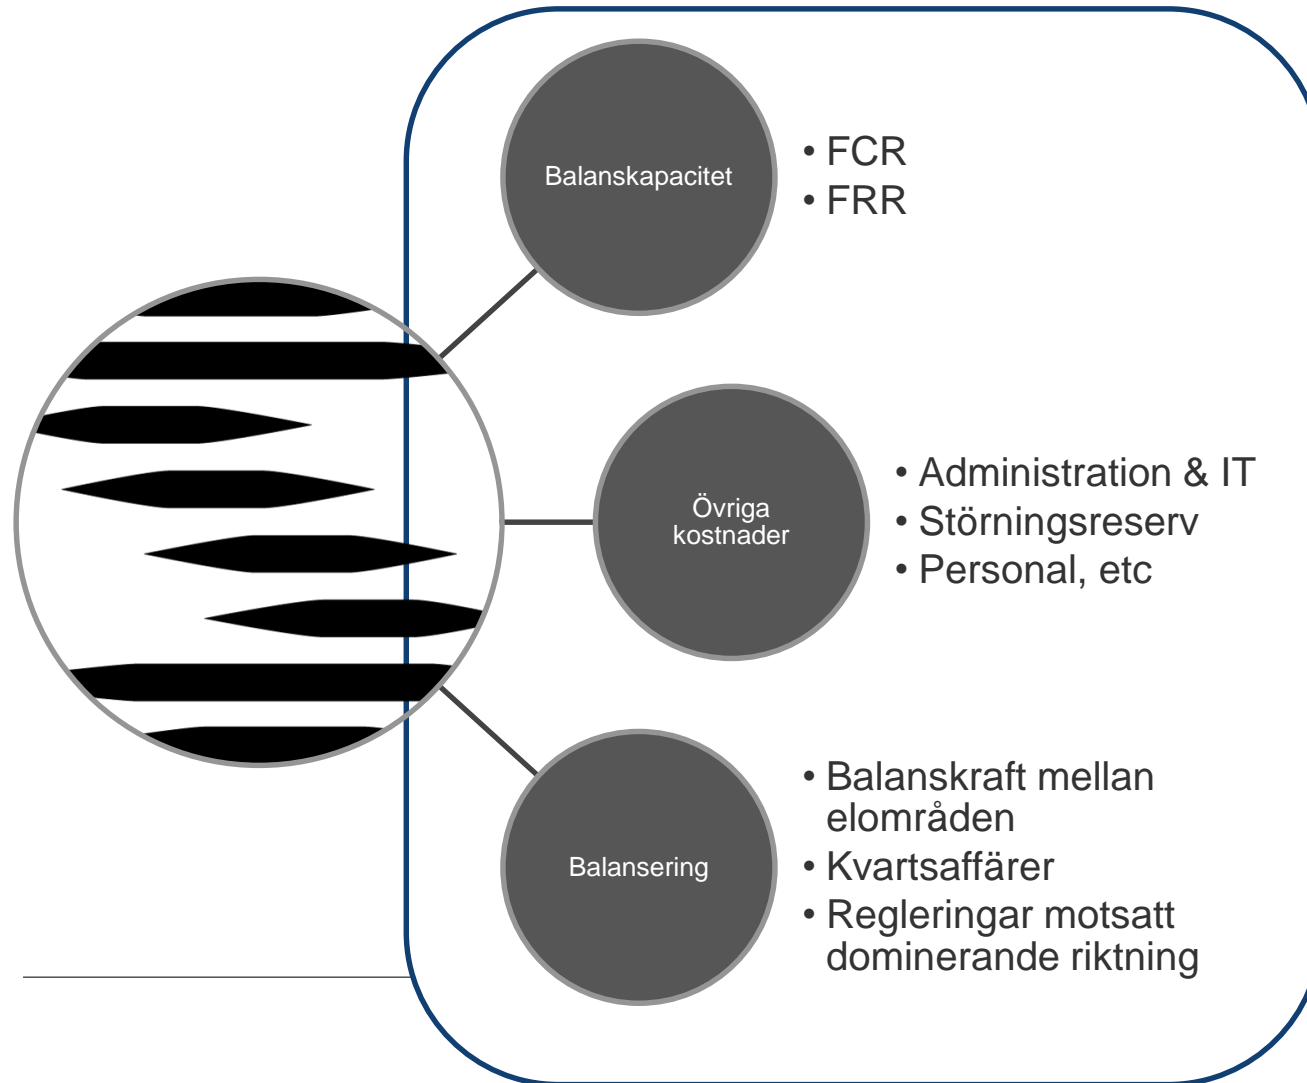 Balanskapacitet
• FCR
• FRR
Övriga
kostnader
• Administration & IT
• Störningsreserv
• Personal, etc
Balansering
• Balanskraft mellan
elområden
• Kvartsaffärer
• Regleringar motsatt
dominerande riktning